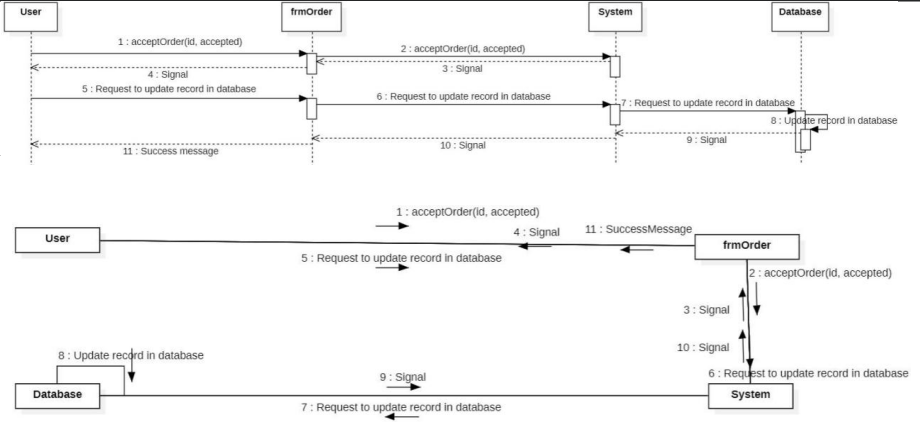 User
frmOrder
System
Database
1 : acceptOrder(id, accepted)
2 : acceptOrder(id, accepted)
3 : Signal
4 : Signal
5 : Request to update record in database
6 : Request to update record in database
7 : Request to update record in database
8 : Update record in database
9 : Signal
10 : Signal
11 : Success message
1 : acceptOrder(id, accepted)
User
4 : Signal
11 : SuccessMessage
frmOrder
5 : Request to update record in database
2 : acceptOrder(id, accepted)
3 : Signal
10 : Signal
8 : Update record in database
9 : Signal
6 : Request to update record in database
Database
System
7 : Request to update record in database